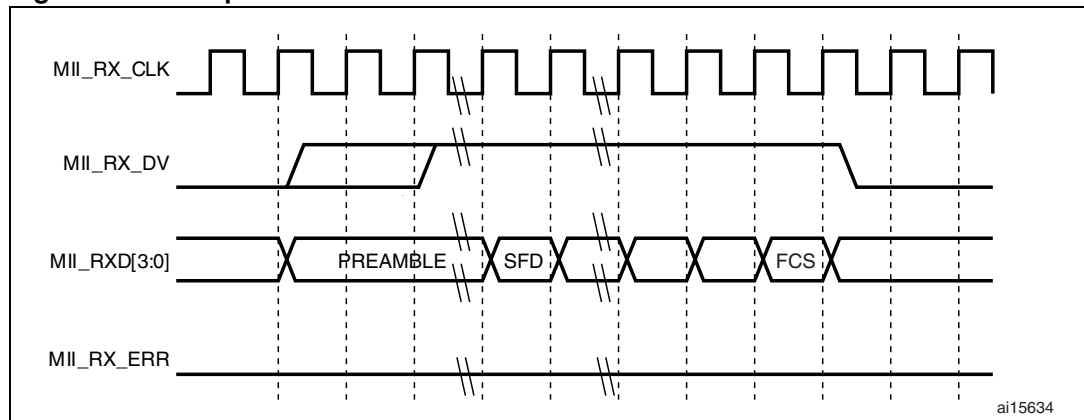 MII_RX_CLK
MII_RX_DV
MII_RXD[3:0] PREAMBLE SFD FCS
MII_RX_ERR
ai15634